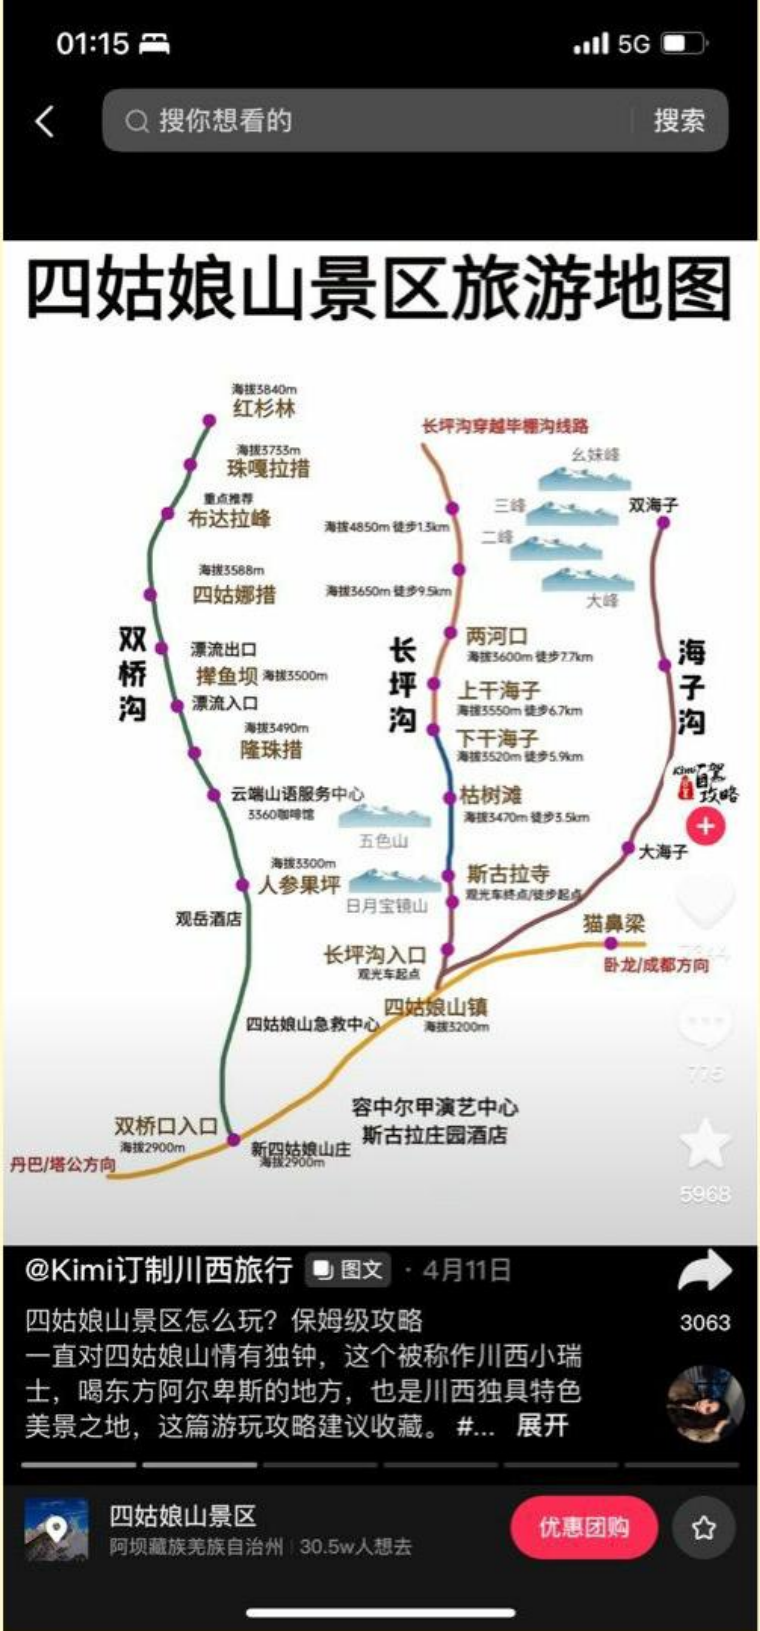 01:15
5G
搜你想看的
搜索
四姑娘山景区旅游地图
海拔3840m
红杉林
海拔3733m
珠嘎拉措
重点推荐
布达拉峰
海拔3588m
四姑娜措
双桥沟
漂流出口
撵鱼坝 海拔3500m
漂流入口
海拔3490m
隆珠措
云端山语服务中心
3360咖啡馆
五色山
海拔3300m
人参果坪
日月宝镜山
观岳酒店
长坪沟穿越毕棚沟线路
幺妹峰
三峰
双海子
海拔4850m 徒步1.3km
二峰
海拔3650m 徒步9.5km
大峰
长坪沟
两河口
海拔3600m 徒步7.7km
上干海子
海拔3550m 徒步6.7km
下干海子
海拔3520m 徒步5.9km
枯树滩
海拔3470m 徒步3.5km
斯古拉寺
观光车终点/徒步起点
海子沟
Kimi自驾攻略
大海子
猫鼻梁
卧龙/成都方向
长坪沟入口
观光车起点
四姑娘山镇
海拔3200m
四姑娘山急救中心
容中尔甲演艺中心
斯古拉庄园酒店
双桥口入口
海拔2900m
新四姑娘山庄
海拔2900m
丹巴/塔公方向
775
5968
@Kimi订制川西旅行 图文 · 4月11日
3063
四姑娘山景区怎么玩？保姆级攻略
一直对四姑娘山情有独钟，这个被称作川西小瑞
士，喝东方阿尔卑斯的地方，也是川西独具特色
美景之地，这篇游玩攻略建议收藏。#... 展开
四姑娘山景区
阿坝藏族羌族自治州 | 30.5w人想去
优惠团购